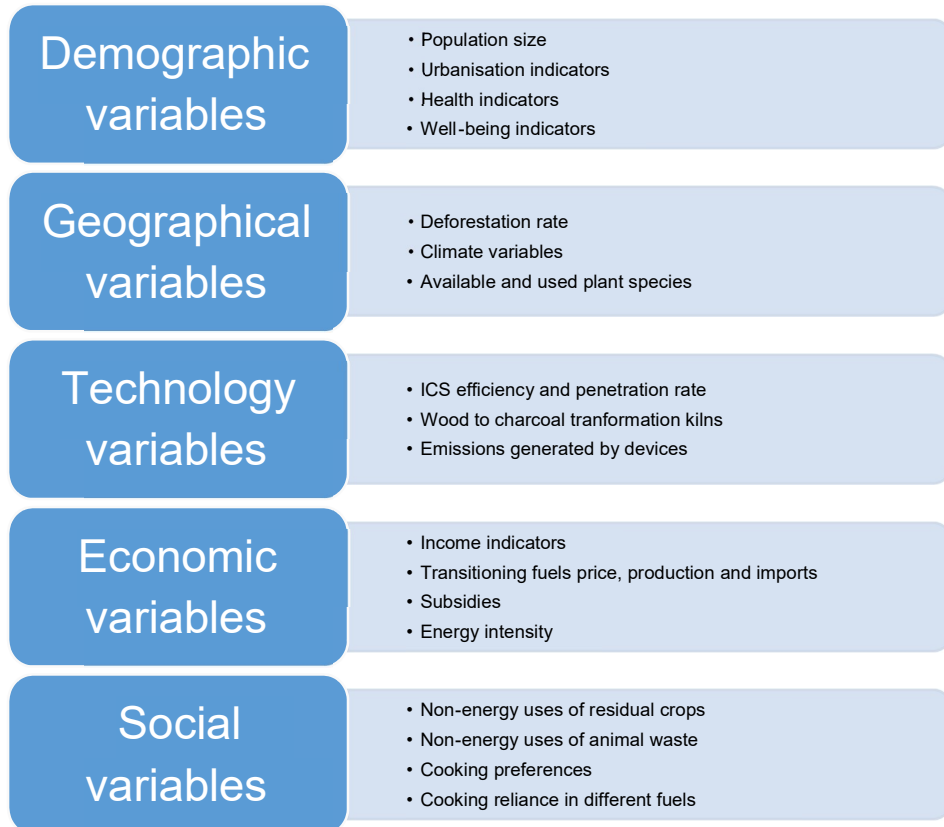 Demographic
variables
• Population size
• Urbanisation indicators
• Health indicators
• Well-being indicators
Geographical
variables
• Deforestation rate
• Climate variables
• Available and used plant species
Technology
variables
• ICS efficiency and penetration rate
• Wood to charcoal tranformation kilns
• Emissions generated by devices
Economic
variables
• Income indicators
• Transitioning fuels price, production and imports
• Subsidies
• Energy intensity
Social
variables
• Non-energy uses of residual crops
• Non-energy uses of animal waste
• Cooking preferences
• Cooking reliance in different fuels